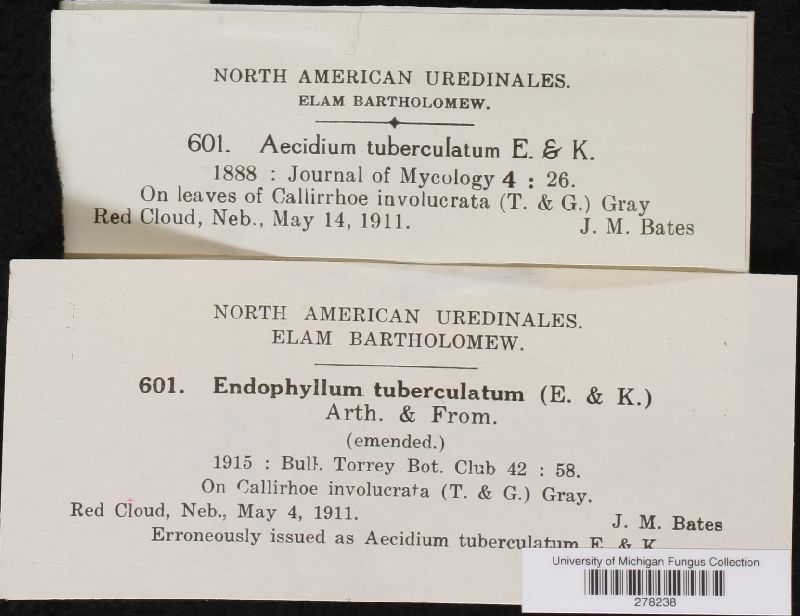 NORTH AMERICAN UREDINALES.
ELAM BARTHOLOMEW.
601. Aecidium tuberculatum E. & K.
1888 : Journal of Mycology 4 : 26.
On leaves of Callirrhoe involucrata (T. & G.) Gray
Red Cloud, Neb., May 14, 1911. J. M. Bates
NORTH AMERICAN UREDINALES.
ELAM BARTHOLOMEW.
601. Endophyllum tuberculatum (E. & K.)
Arth. & From.
(emended.)
1915 : Bull. Torrey Bot. Club 42 : 58.
On Callirhoe involucrata (T. & G.) Gray.
Red Cloud, Neb., May 4, 1911. J. M. Bates
Erroneously issued as Aecidium tuberculatum E. & K
University of Michigan Fungus Collection
278238